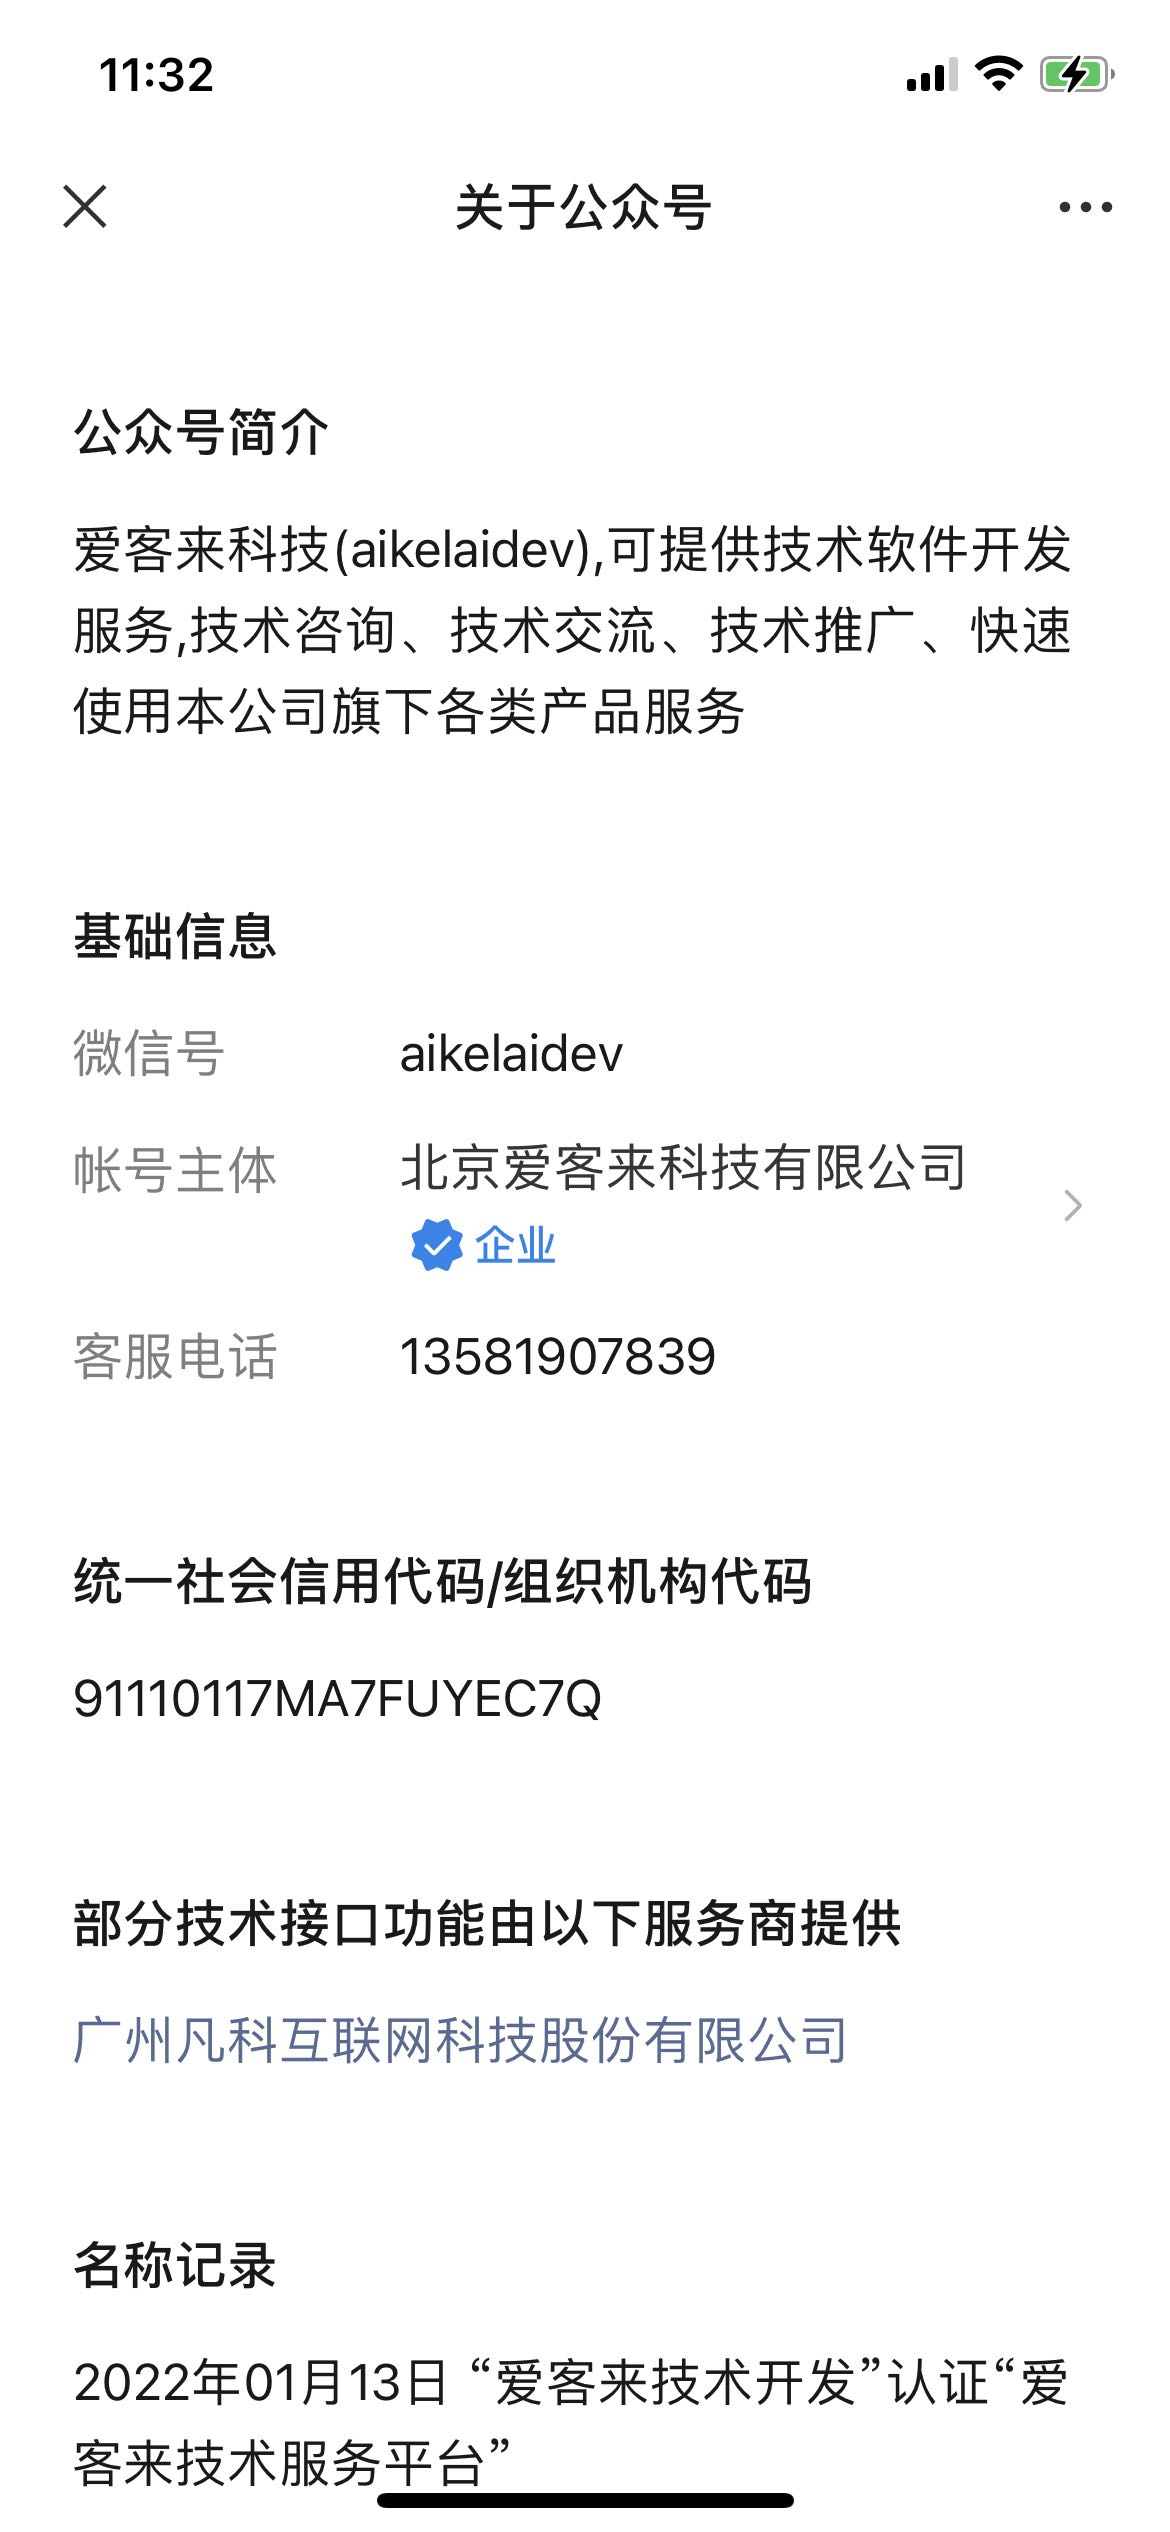 11:32
关于公众号
公众号简介
爱客来科技(aikelaidev),可提供技术软件开发
服务,技术咨询、技术交流、技术推广、快速
使用本公司旗下各类产品服务
基础信息
微信号 aikelaidev
帐号主体 北京爱客来科技有限公司
企业
客服电话 13581907839
统一社会信用代码/组织机构代码
91110117MA7FUYEC7Q
部分技术接口功能由以下服务商提供
广州凡科互联网科技股份有限公司
名称记录
2022年01月13日 “爱客来技术开发”认证“爱
客来技术服务平台”